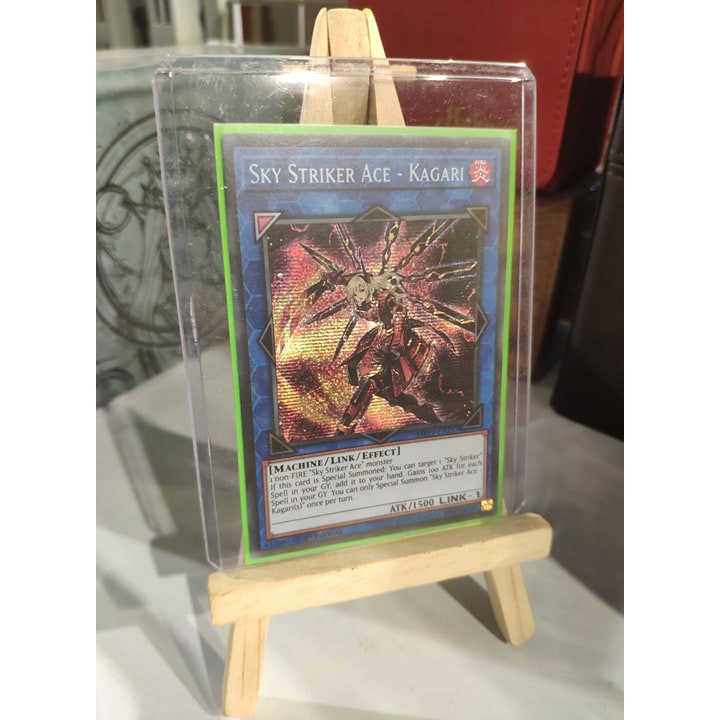 SKY STRIKER ACE - KAGARI
炎
[MACHINE/LINK/EFFECT]
1 non-FIRE "Sky Striker Ace" monster
If this card is Special Summoned: You can target 1 "Sky Striker"
Spell in your GY; add it to your hand. Gains 100 ATK for each
Spell in your GY. You can only Special Summon "Sky Striker Ace -
Kagari(s)" once per turn.
ATK/1500 LINK-1